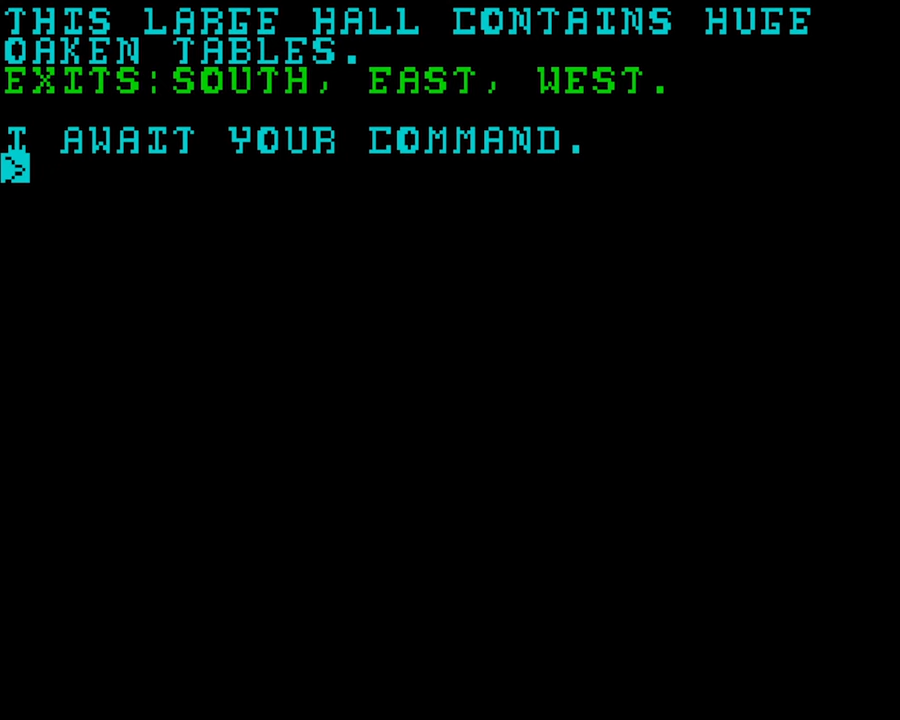 THIS LARGE HALL CONTAINS HUGE
OAKEN TABLES.
EXITS:SOUTH, EAST, WEST.
I AWAIT YOUR COMMAND.
>